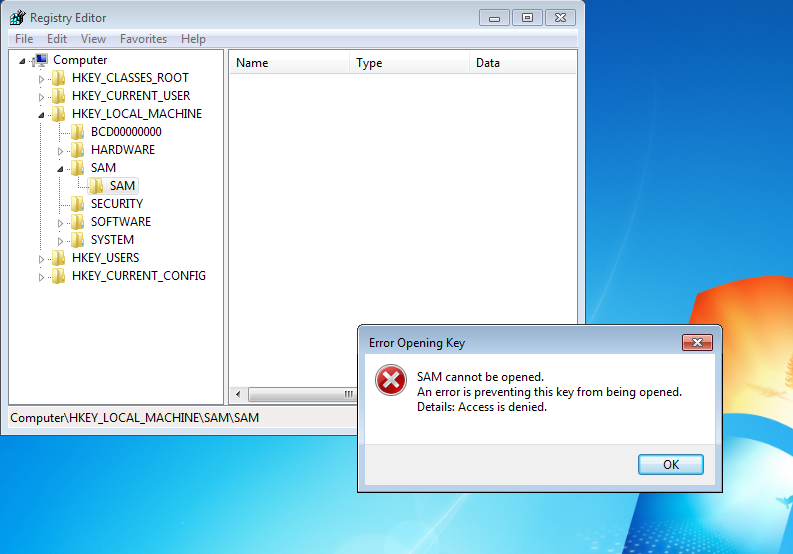 Registry Editor
File Edit View Favorites Help
Computer
HKEY_CLASSES_ROOT
HKEY_CURRENT_USER
HKEY_LOCAL_MACHINE
BCD00000000
HARDWARE
SAM
SAM
SECURITY
SOFTWARE
SYSTEM
HKEY_USERS
HKEY_CURRENT_CONFIG
Name Type Data
Computer\HKEY_LOCAL_MACHINE\SAM\SAM
Error Opening Key
SAM cannot be opened.
An error is preventing this key from being opened.
Details: Access is denied.
OK